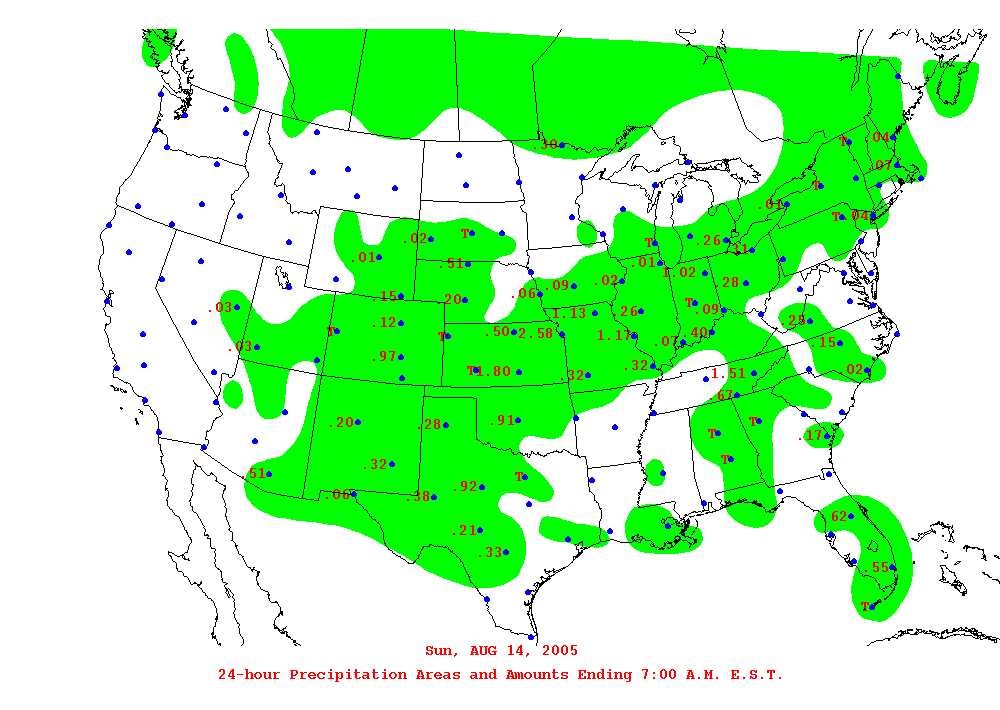 .30
.04
T
.07
T
.01
T .04
.02 T
T .26 .31
.01
.51
.01 1.02
.15 .20 .06 .09 .02 .28
.03
T .09
1.13 .26
.12
.25
T
T .50 2.58 1.17 .40
.03
.07
.15
.97
T1.80 .32 .32 1.51 .02
.67
.20 .28 .91 T
T .17
.32 T
.51 T
.06 .38 .92
.62
.21
.33
.55
T
Sun, AUG 14, 2005
24-hour Precipitation Areas and Amounts Ending 7:00 A.M. E.S.T.